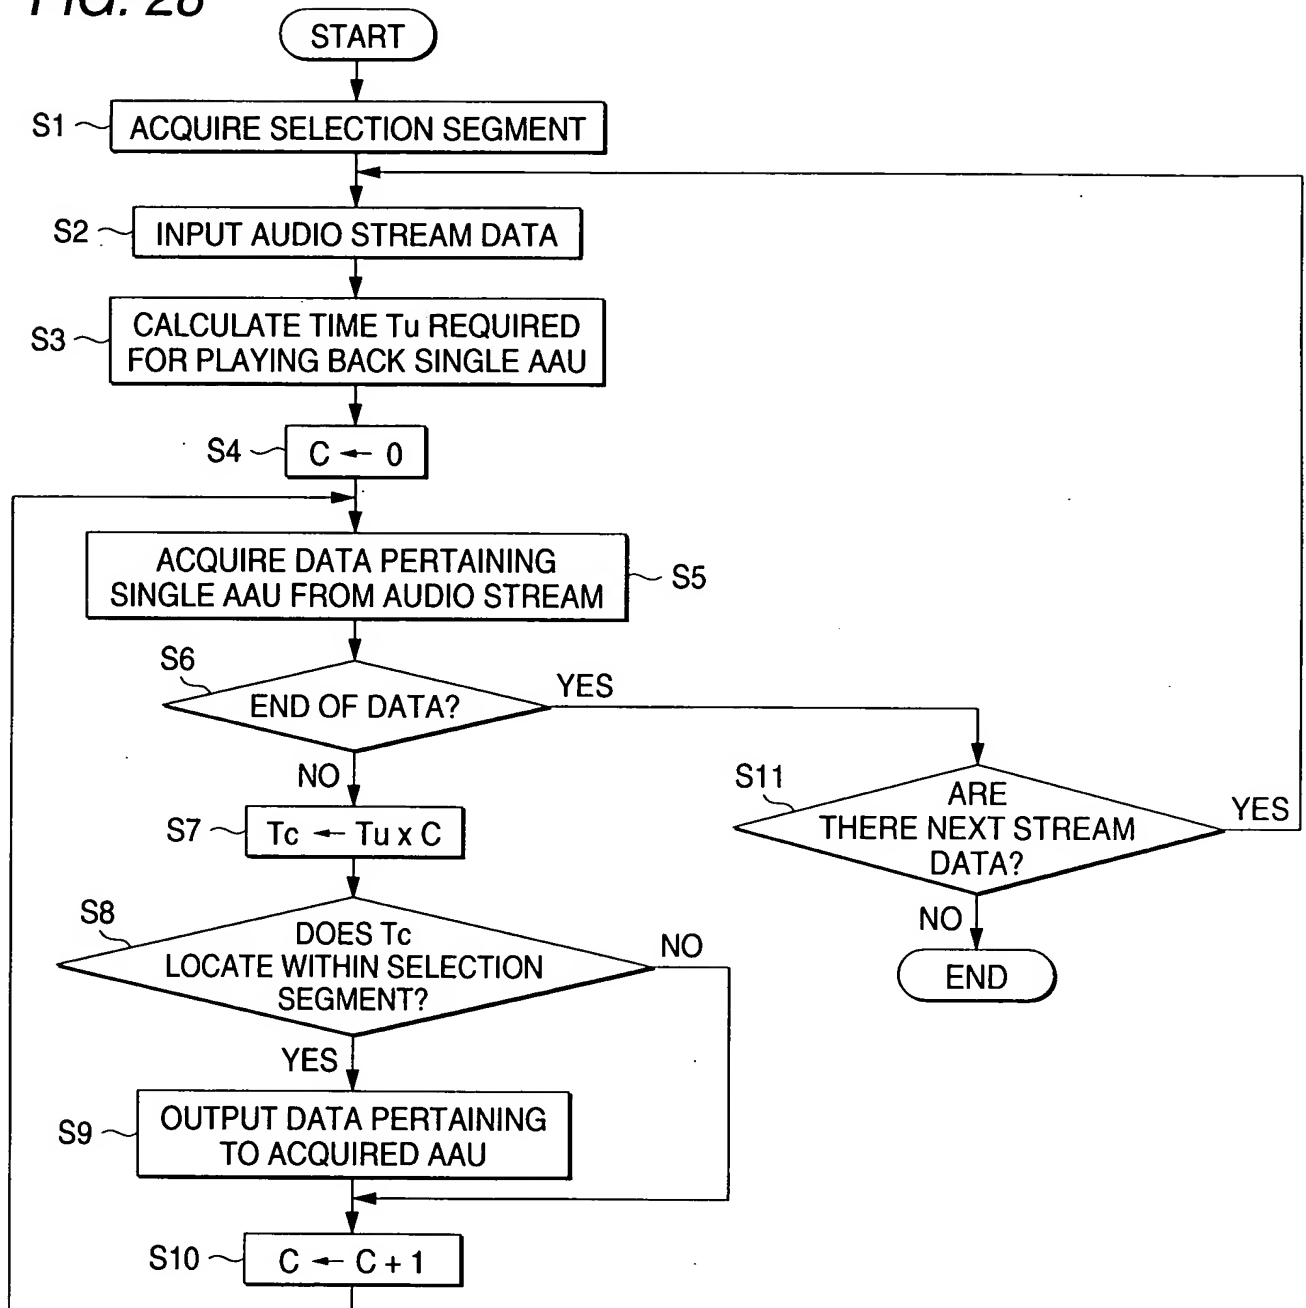 FIG. 28
START
S1
ACQUIRE SELECTION SEGMENT
S2
INPUT AUDIO STREAM DATA
S3
CALCULATE TIME Tu REQUIRED
FOR PLAYING BACK SINGLE AAU
S4
C ← 0
ACQUIRE DATA PERTAINING
SINGLE AAU FROM AUDIO STREAM
S5
S6
END OF DATA?
YES
NO
S7
Tc ← Tu x C
S11
ARE
THERE NEXT STREAM
DATA?
YES
NO
END
S8
DOES Tc
LOCATE WITHIN SELECTION
SEGMENT?
NO
YES
S9
OUTPUT DATA PERTAINING
TO ACQUIRED AAU
S10
C ← C + 1